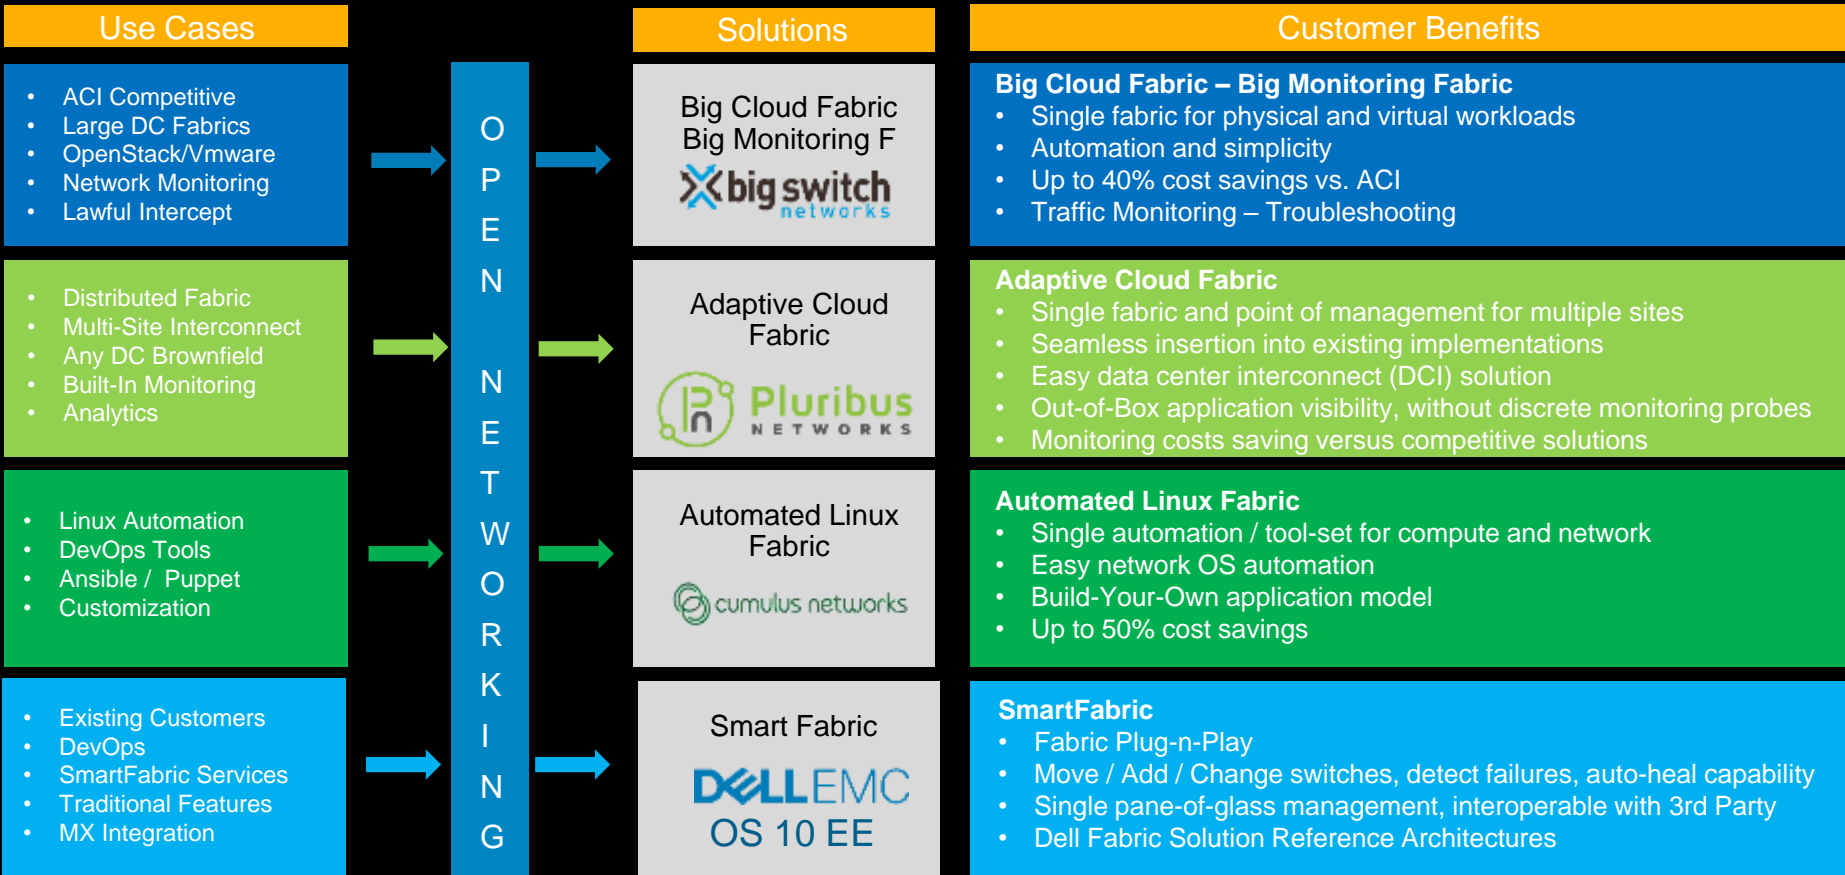 Use Cases
Solutions
Customer Benefits
• ACI Competitive
• Large DC Fabrics
• OpenStack/Vmware
• Network Monitoring
• Lawful Intercept
• Distributed Fabric
• Multi-Site Interconnect
• Any DC Brownfield
• Built-In Monitoring
• Analytics
• Linux Automation
• DevOps Tools
• Ansible / Puppet
• Customization
• Existing Customers
• DevOps
• SmartFabric Services
• Traditional Features
• MX Integration
O
P
E
N
N
E
T
W
O
R
K
I
N
G
Big Cloud Fabric
Big Monitoring F
big switch
networks
Adaptive Cloud
Fabric
Pn
Pluribus
NETWORKS
Automated Linux
Fabric
cumulus networks
Smart Fabric
DELLEMC
OS 10 EE
Big Cloud Fabric – Big Monitoring Fabric
• Single fabric for physical and virtual workloads
• Automation and simplicity
• Up to 40% cost savings vs. ACI
• Traffic Monitoring – Troubleshooting
Adaptive Cloud Fabric
• Single fabric and point of management for multiple sites
• Seamless insertion into existing implementations
• Easy data center interconnect (DCI) solution
• Out-of-Box application visibility, without discrete monitoring probes
• Monitoring costs saving versus competitive solutions
Automated Linux Fabric
• Single automation / tool-set for compute and network
• Easy network OS automation
• Build-Your-Own application model
• Up to 50% cost savings
SmartFabric
• Fabric Plug-n-Play
• Move / Add / Change switches, detect failures, auto-heal capability
• Single pane-of-glass management, interoperable with 3rd Party
• Dell Fabric Solution Reference Architectures